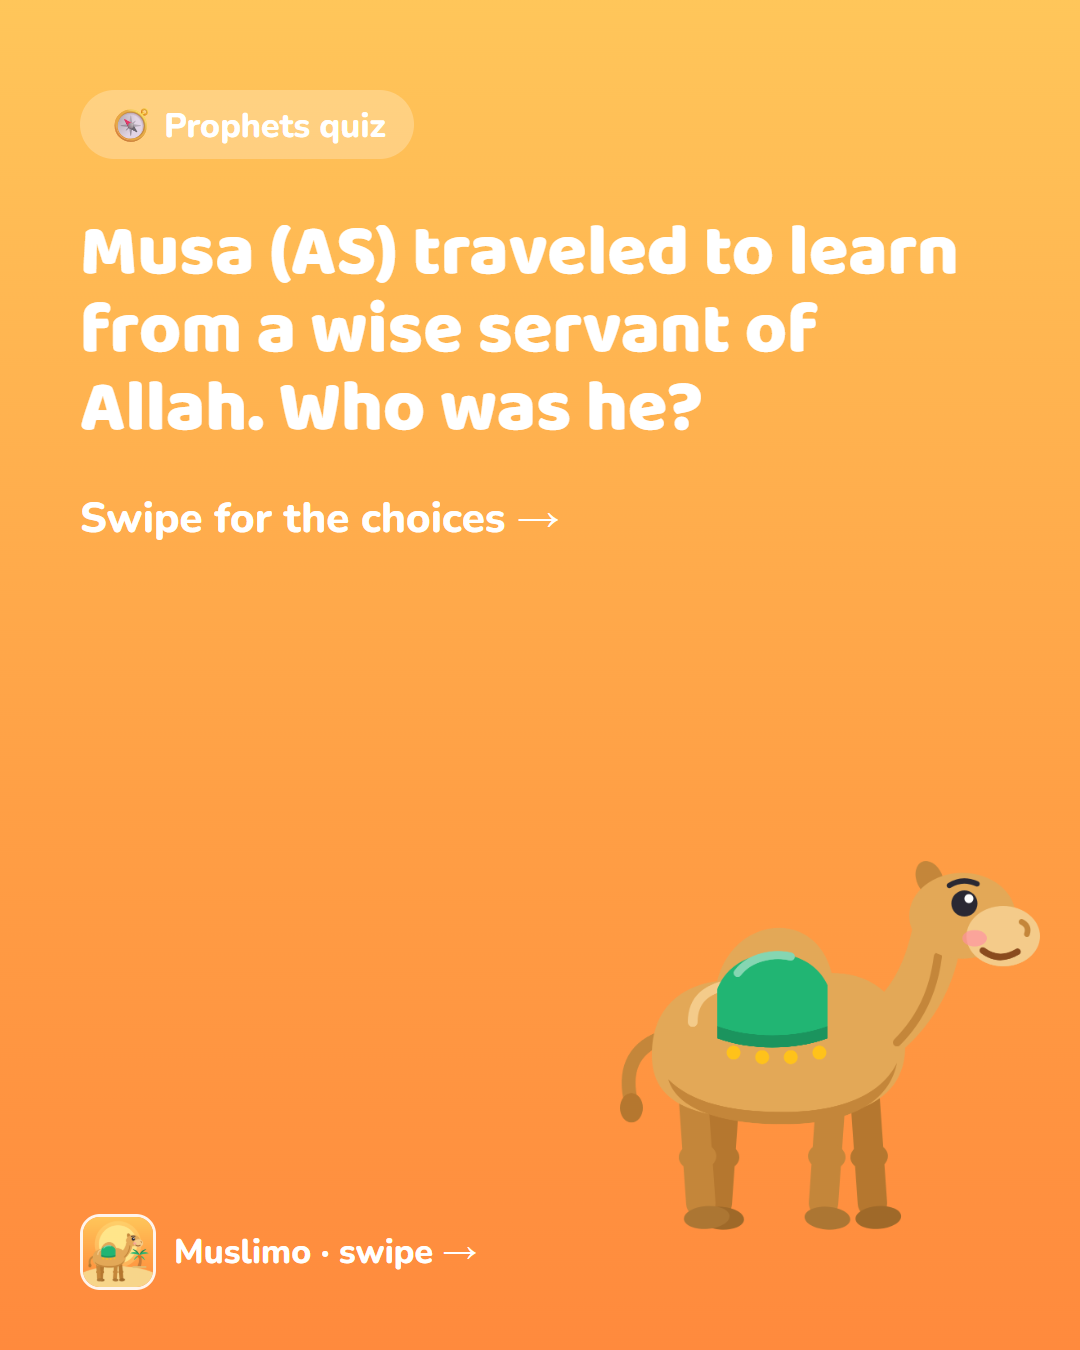 Prophets quiz
Musa (AS) traveled to learn
from a wise servant of
Allah. Who was he?
Swipe for the choices →
Muslimo · swipe →